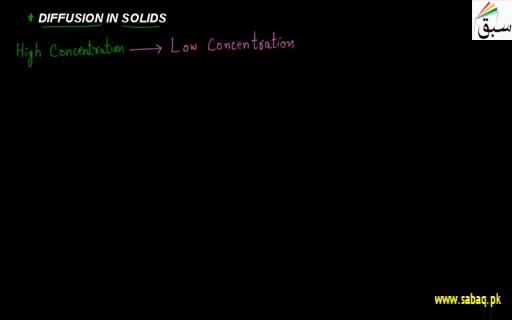 * DIFFUSION IN SOLIDS
High Concentration → Low Concentration
سبق
www.sabaq.pk